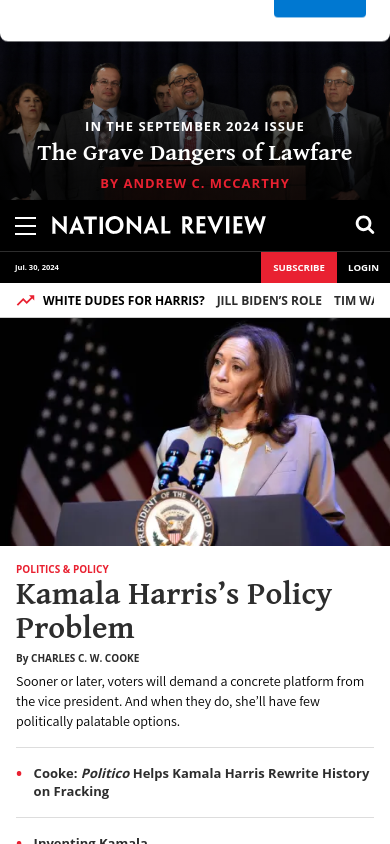 IN THE SEPTEMBER 2024 ISSUE
The Grave Dangers of Lawfare
BY ANDREW C. MCCARTHY
NATIONAL REVIEW
Jul. 30, 2024
SUBSCRIBE
LOGIN
WHITE DUDES FOR HARRIS? JILL BIDEN’S ROLE TIM WA
PRESIDENT OF THE UNITED
POLITICS & POLICY
Kamala Harris’s Policy
Problem
By CHARLES C. W. COOKE
Sooner or later, voters will demand a concrete platform from
the vice president. And when they do, she’ll have few
politically palatable options.
• Cooke: Politico Helps Kamala Harris Rewrite History
on Fracking
• Inventing Kamala